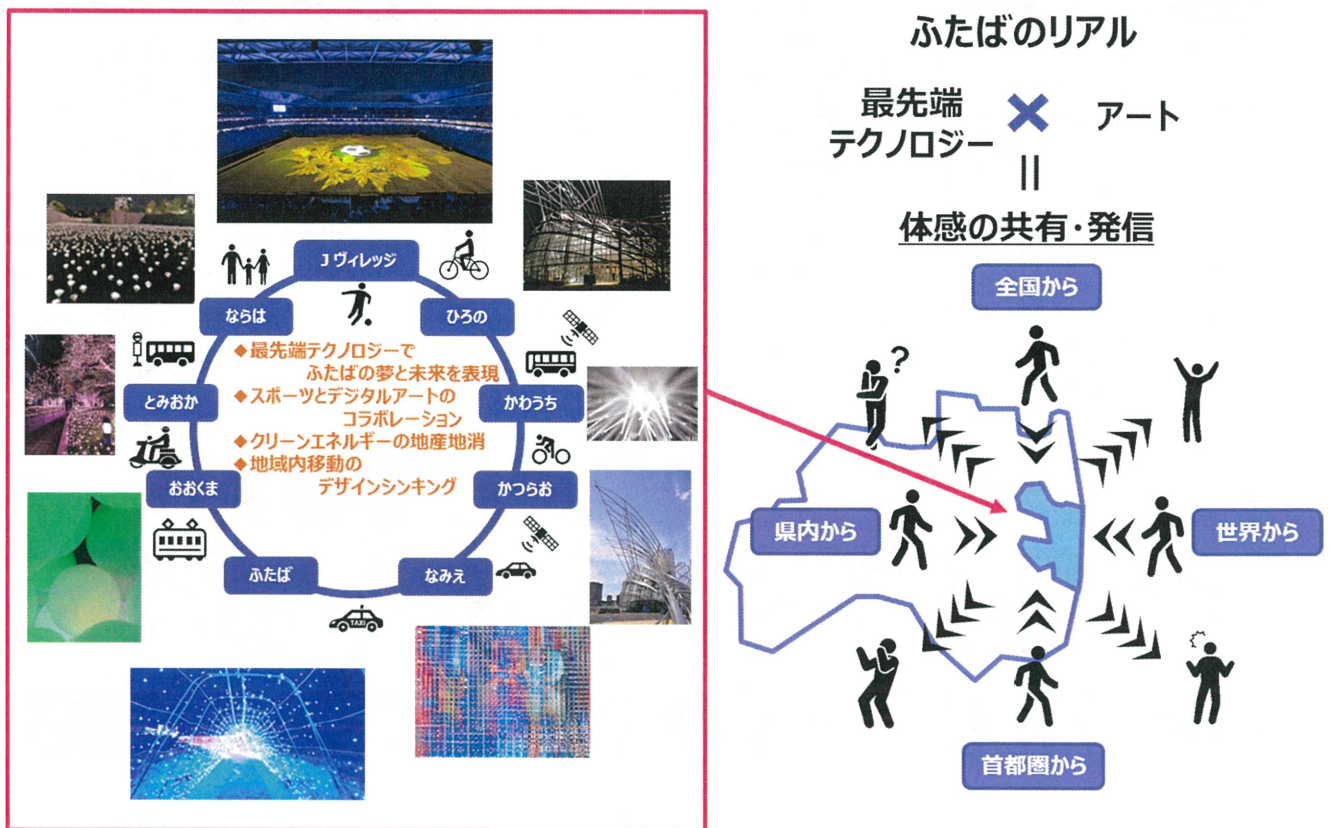 Jヴィレッジ
ならは
ひろの
とみおか
かわうち
おおくま
かつらお
ふたば
なみえ
◆最先端テクノロジーで
ふたばの夢と未来を表現
◆スポーツとデジタルアートの
コラボレーション
◆クリーンエネルギーの地産地消
◆地域内移動の
デザインシンキング
TAXI
ふたばのリアル
最先端
テクノロジー × アート
＝
体感の共有・発信
全国から
?
県内から
世界から
首都圏から